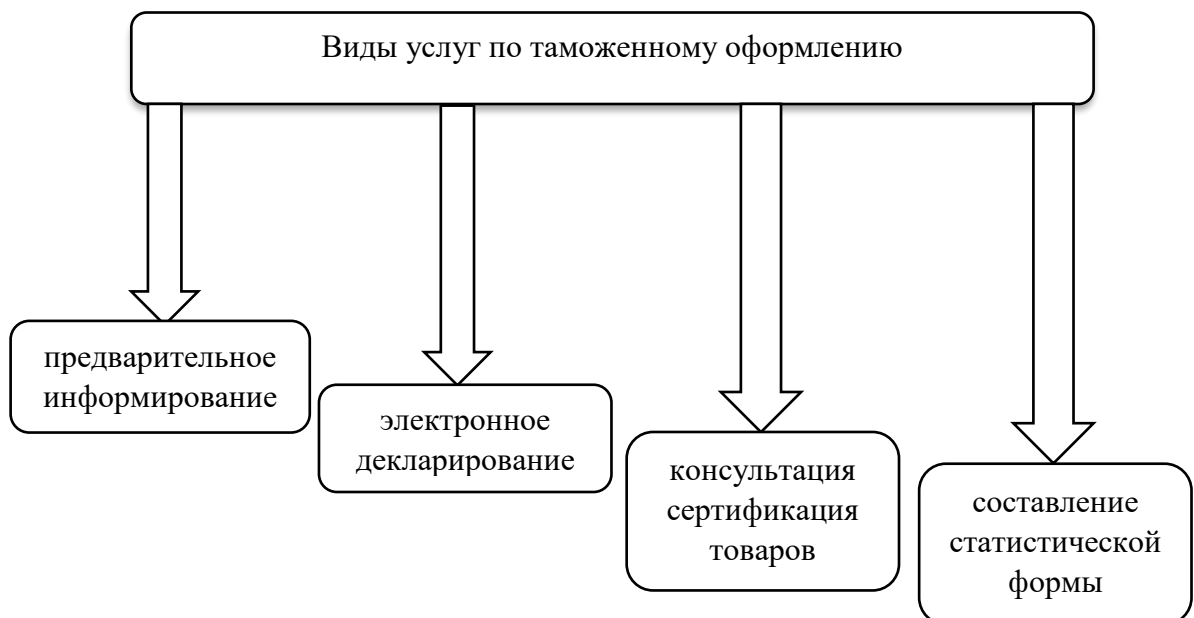 Виды услуг по таможенному оформлению
предварительное
информирование
электронное
декларирование
консультация
сертификация
товаров
составление
статистической
формы